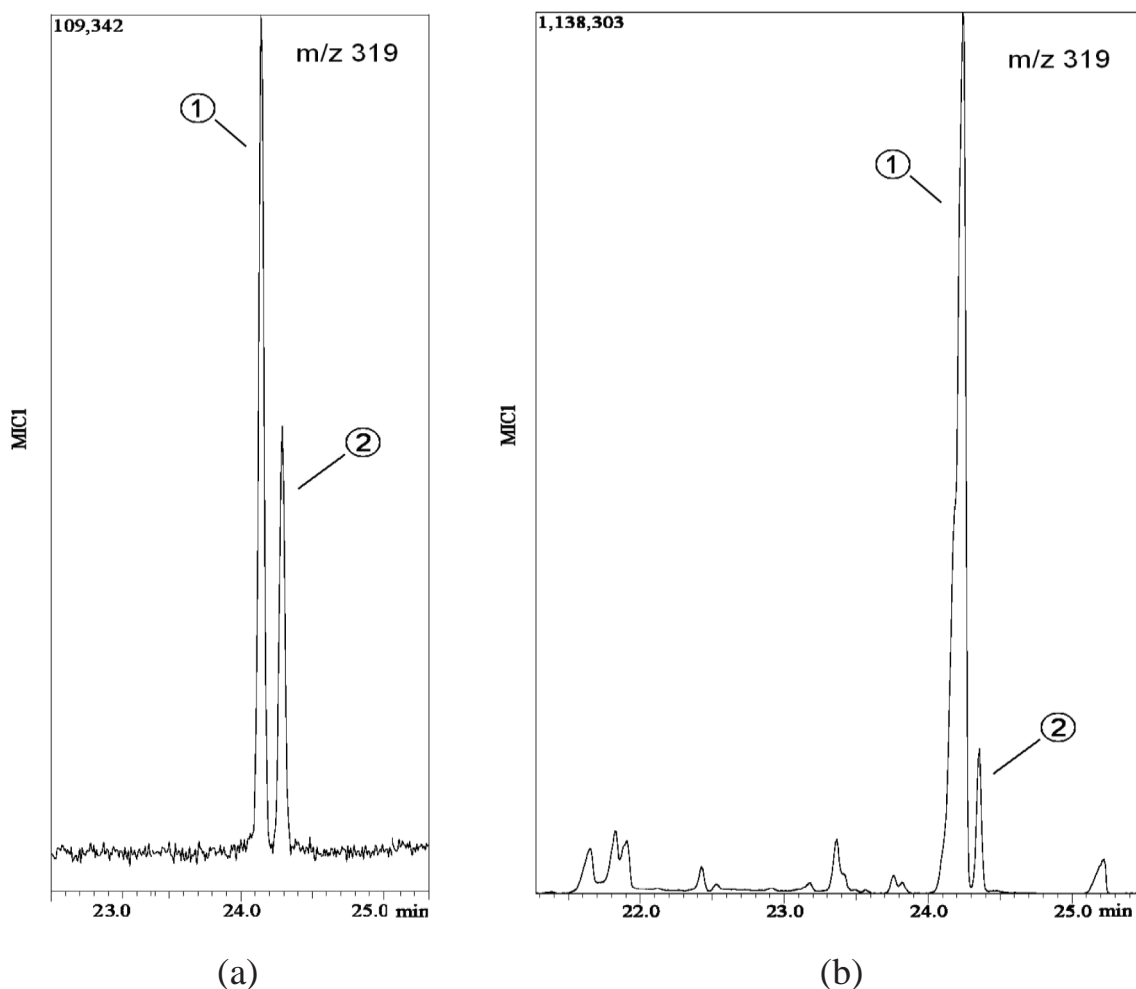 109,342
m/z 319
①
②
MIC1
23.0 24.0 25.0 min
(a)
1,138,303
m/z 319
①
②
MIC1
22.0 23.0 24.0 25.0 min
(b)